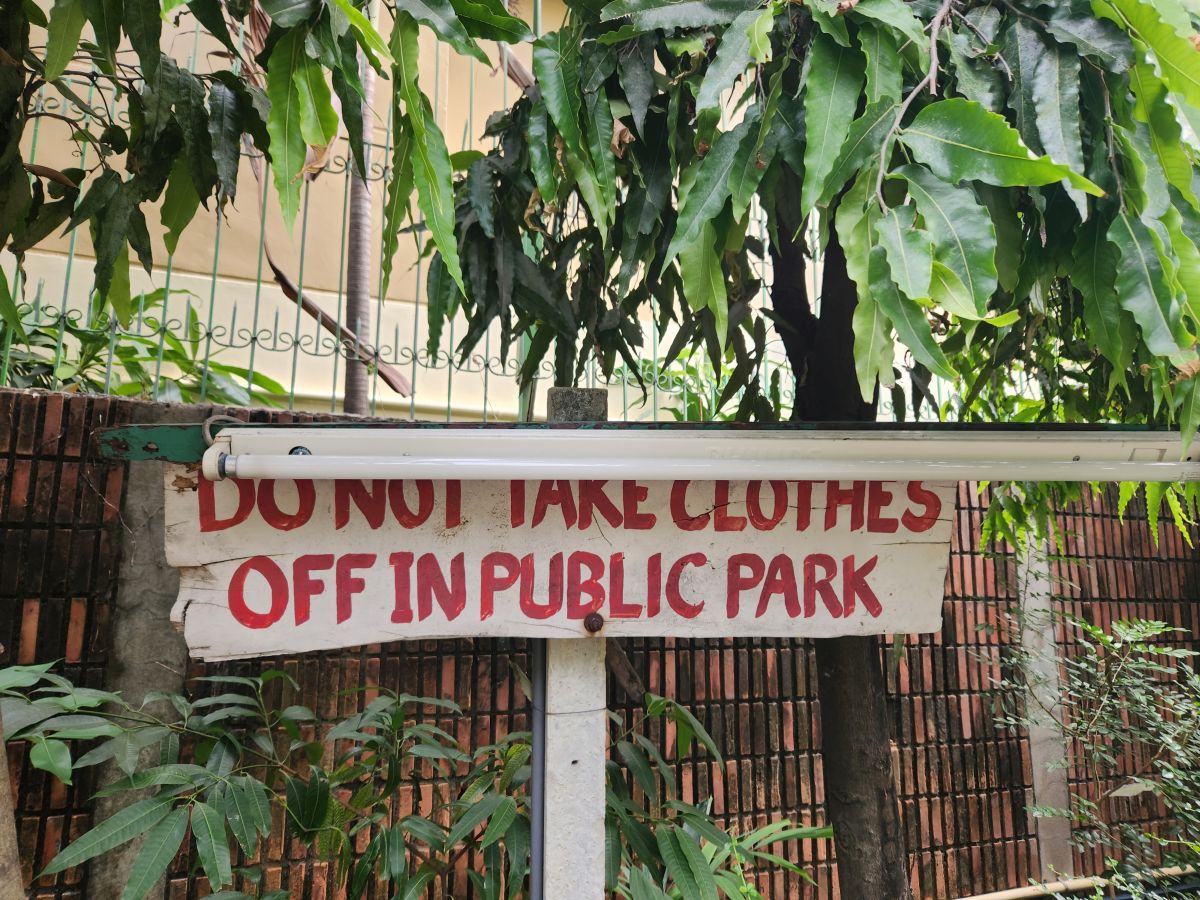 DO NOT TAKE CLOTHES
OFF IN PUBLIC PARK